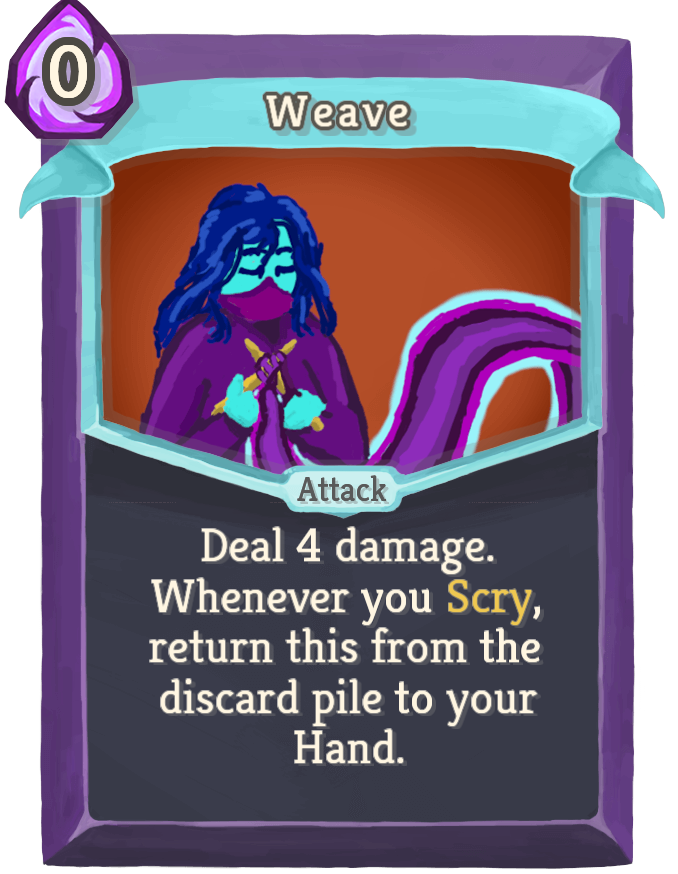 0
Weave
Attack
Deal 4 damage.
Whenever you Scry,
return this from the
discard pile to your
Hand.